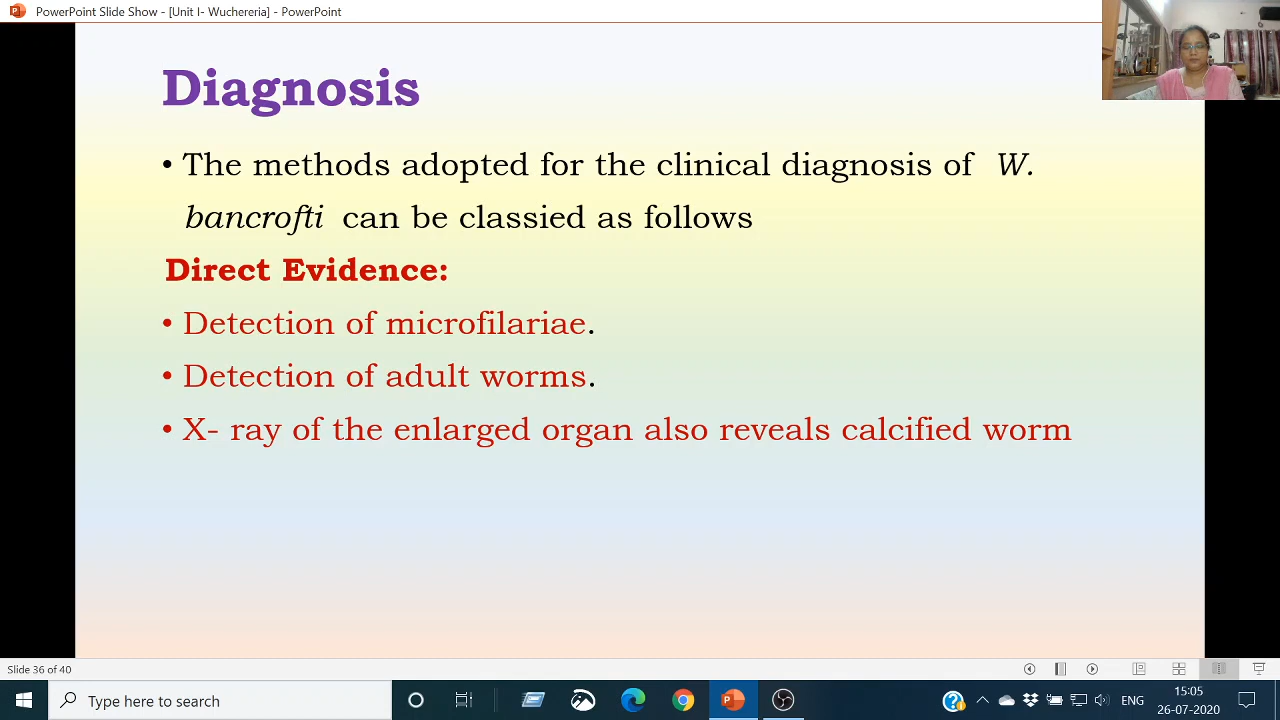 PowerPoint Slide Show - [Unit I- Wuchereria] - PowerPoint
Diagnosis
• The methods adopted for the clinical diagnosis of W.
bancrofti can be classied as follows
Direct Evidence:
• Detection of microfilariae.
• Detection of adult worms.
• X- ray of the enlarged organ also reveals calcified worm
Slide 36 of 40
Type here to search
ENG
15:05
26-07-2020